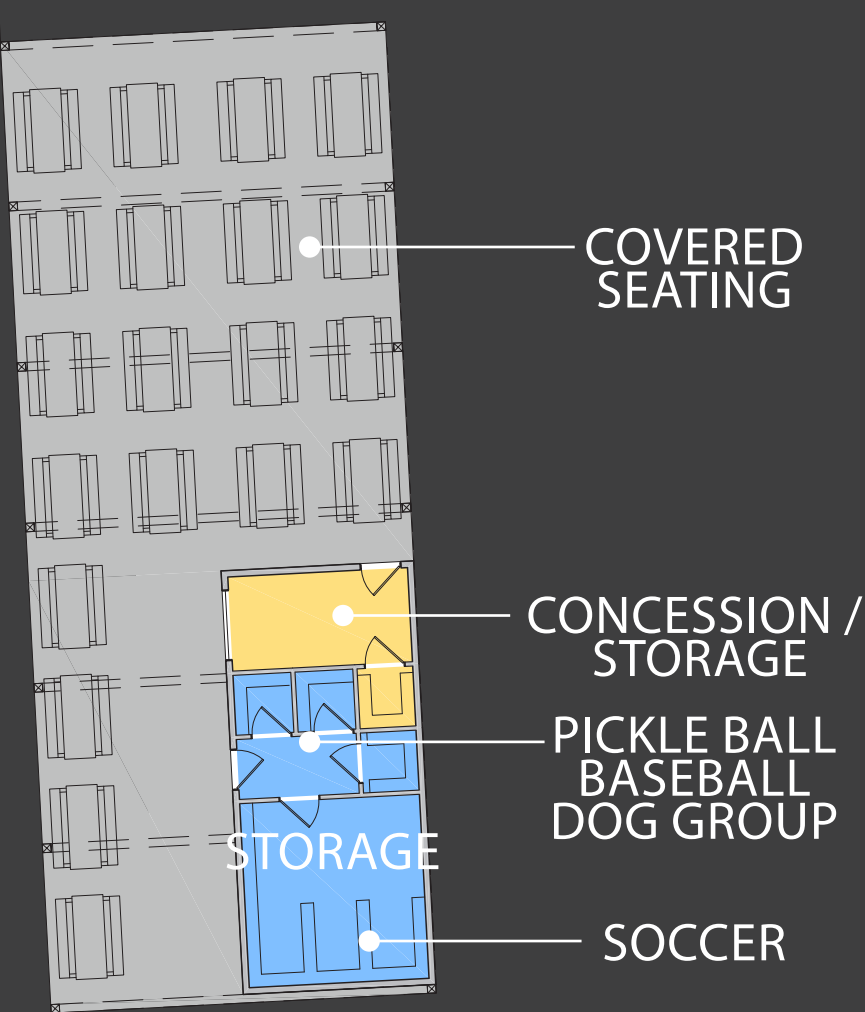 COVERED
SEATING
CONCESSION /
STORAGE
PICKLE BALL
BASEBALL
DOG GROUP
STORAGE
SOCCER